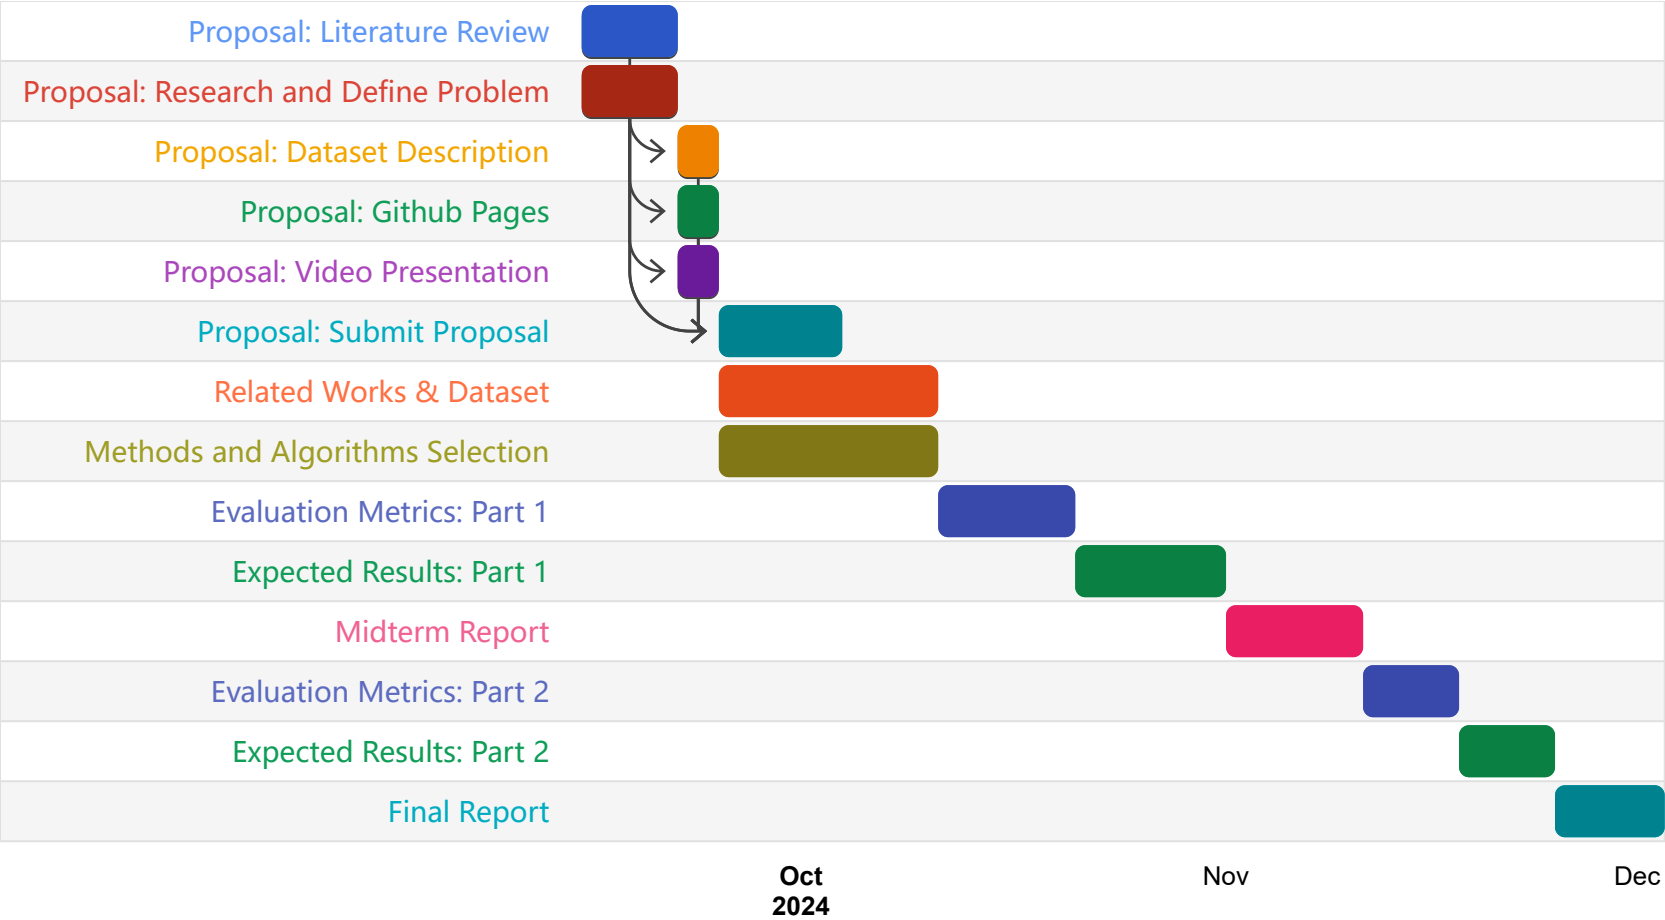 Proposal: Literature Review
Proposal: Research and Define Problem
Proposal: Dataset Description
Proposal: Github Pages
Proposal: Video Presentation
Proposal: Submit Proposal
Related Works & Dataset
Methods and Algorithms Selection
Evaluation Metrics: Part 1
Expected Results: Part 1
Midterm Report
Evaluation Metrics: Part 2
Expected Results: Part 2
Final Report
Oct Nov Dec
2024